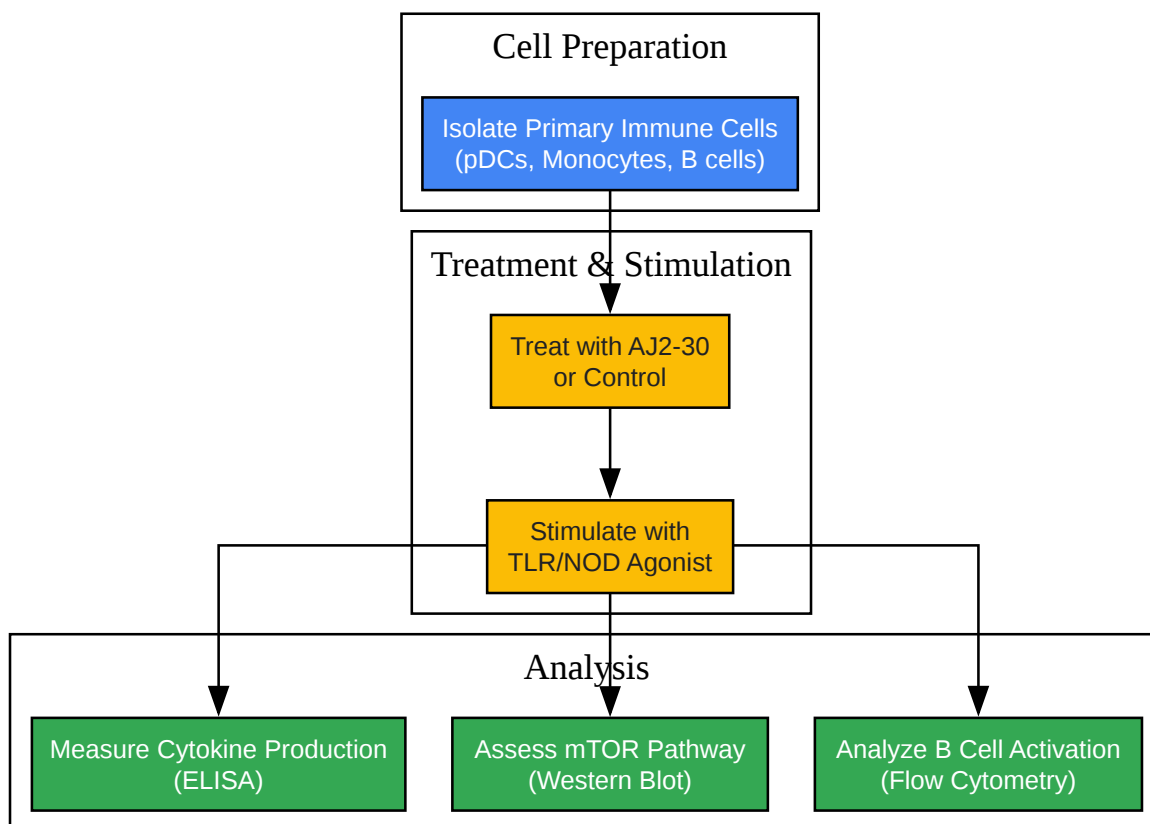 Cell Preparation
Isolate Primary Immune Cells
(pDCs, Monocytes, B cells)
Treatment & Stimulation
Treat with AJ2-30
or Control
Stimulate with
TLR/NOD Agonist
Analysis
Measure Cytokine Production
(ELISA)
Assess mTOR Pathway
(Western Blot)
Analyze B Cell Activation
(Flow Cytometry)